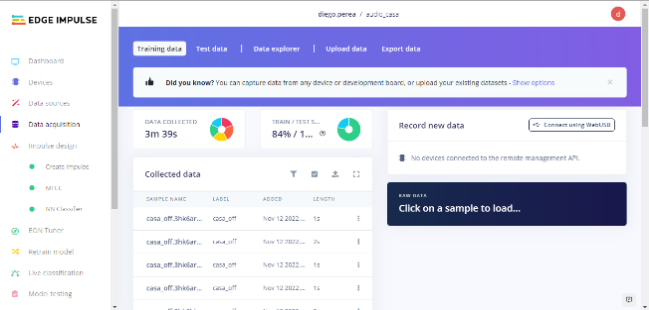 EDGE IMPULSE
diego.perea / audio_casa
d
Training data
Test data
Data explorer
Upload data
Export data
Did you know? You can capture data from any device or development board, or upload your existing datasets - Show options
×
Dashboard
Devices
Data sources
Data acquisition
Impulse design
Create impulse
MFCC
NN Classifier
EON Tuner
Retrain model
Live classification
Model testing
DATA COLLECTED
3m 39s
TRAIN / TEST S...
84% / 1...
Record new data
Connect using WebUSB
No devices connected to the remote management API.
Collected data
SAMPLE NAME LABEL ADDED LENGTH
casa_off.3hk6ar... casa_off Nov 12 2022... 1s
casa_off.3hk6ar... casa_off Nov 12 2022... 2s
casa_off.3hk6ar... casa_off Nov 12 2022... 1s
casa_off.3hk6ar... casa_off Nov 12 2022... 1s
RAW DATA
Click on a sample to load...